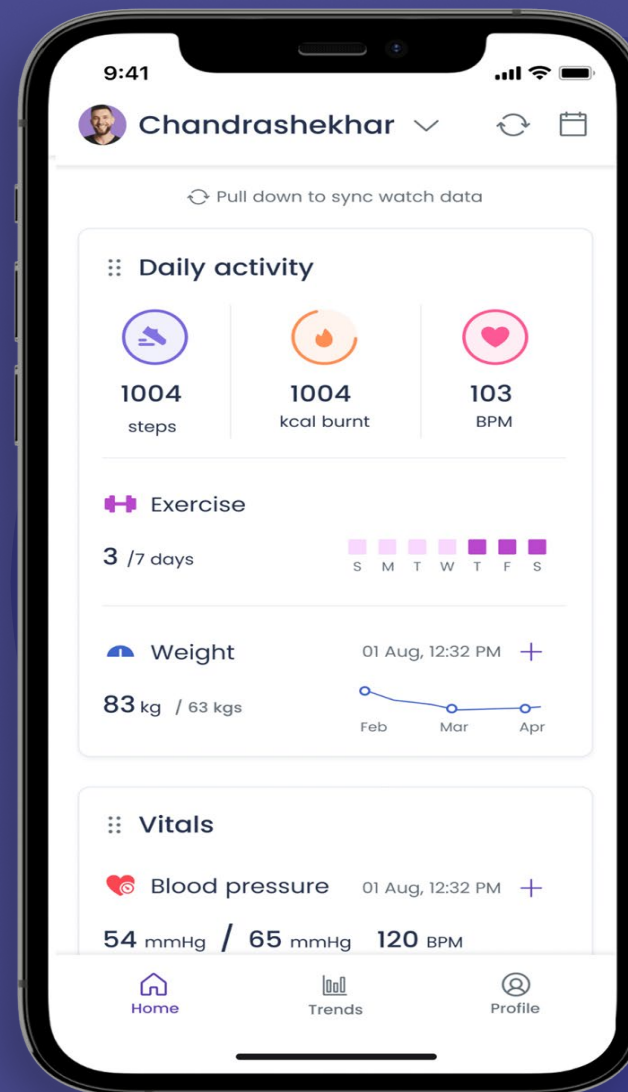 9:41
Chandrashekhar
Pull down to sync watch data
Daily activity
1004 1004 103
steps kcal burnt BPM
Exercise
3 /7 days
S M T W T F S
Weight 01 Aug, 12:32 PM
83 kg / 63 kgs
Feb Mar Apr
Vitals
Blood pressure 01 Aug, 12:32 PM
54 mmHg / 65 mmHg 120 BPM
Home Trends Profile